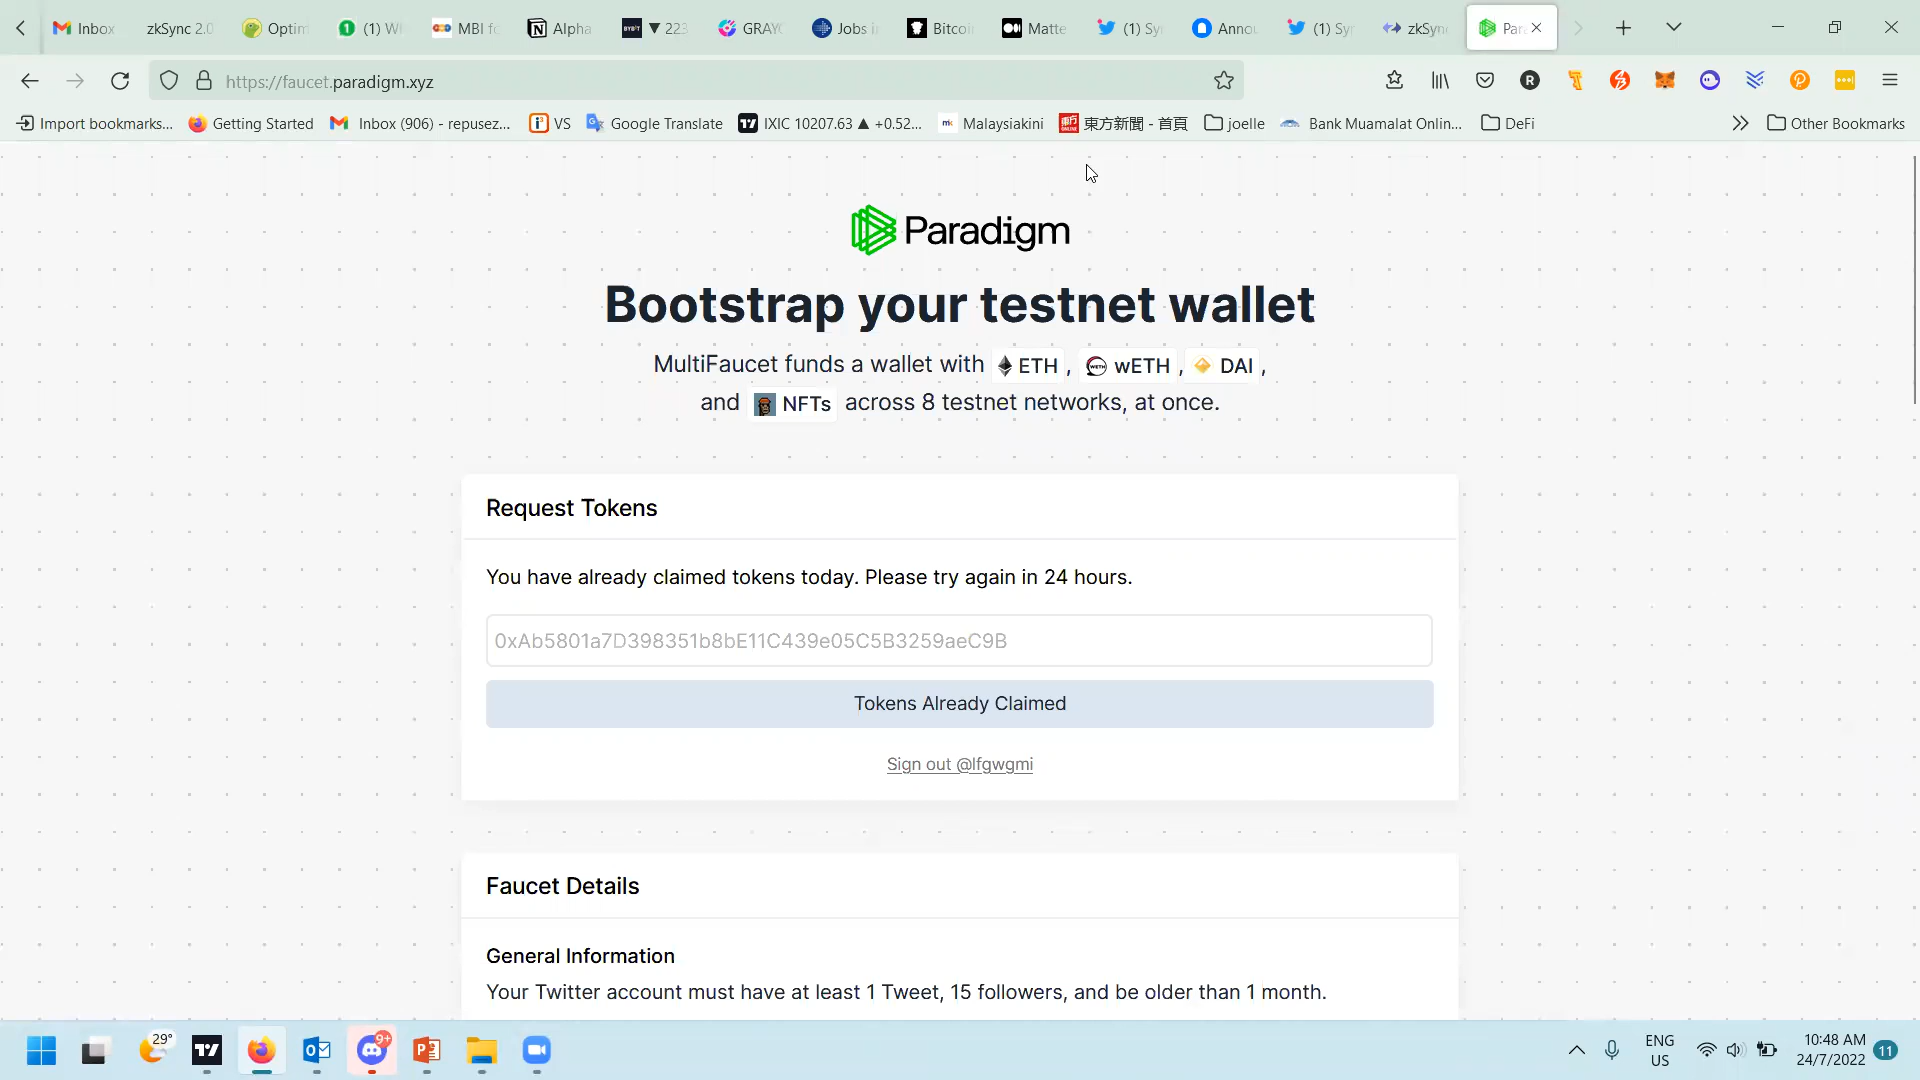 Inbox
zkSync 2.0
Optim
(1) W
MBI fo
Alpha
▼ 223
GRAY
Jobs i
Bitcoi
Matte
(1) Sy
Annou
(1) Sy
zkSyn
Par
https://faucet.paradigm.xyz
Import bookmarks...
Getting Started
Inbox (906) - repusez...
VS
Google Translate
IXIC 10207.63 ▲ +0.52...
Malaysiakini
東方新聞 - 首頁
joelle
Bank Muamalat Onlin...
DeFi
Other Bookmarks
Paradigm
Bootstrap your testnet wallet
MultiFaucet funds a wallet with ETH , wETH , DAI ,
and NFTs across 8 testnet networks, at once.
Request Tokens
You have already claimed tokens today. Please try again in 24 hours.
0xAb5801a7D398351b8bE11C439e05C5B3259aeC9B
Tokens Already Claimed
Sign out @lfgwgmi
Faucet Details
General Information
Your Twitter account must have at least 1 Tweet, 15 followers, and be older than 1 month.
29°
9+
ENG
US
10:48 AM
24/7/2022
11